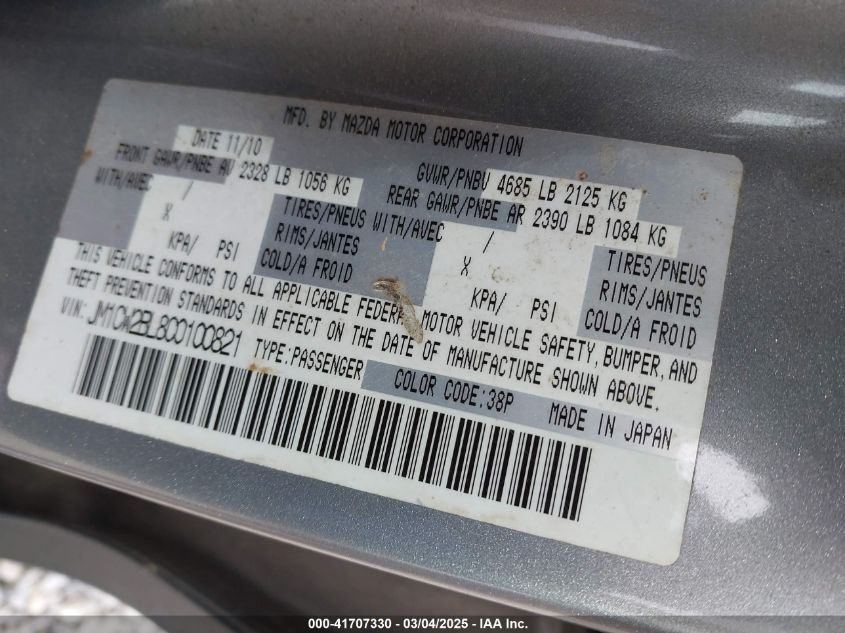 MFD. BY MAZDA MOTOR CORPORATION
DATE 11/10
GVWR/PNBV 4685 LB 2125 KG
FRONT GAWR/PNBE AV 2328 LB 1056 KG
REAR GAWR/PNBE AR 2390 LB 1084 KG
WITH/AVEC / TIRES/PNEUS WITH/AVEC / TIRES/PNEUS
X RIMS/JANTES X RIMS/JANTES
KPA/ PSI COLD/A FROID KPA/ PSI COLD/A FROID
THIS VEHICLE CONFORMS TO ALL APPLICABLE FEDERAL MOTOR VEHICLE SAFETY, BUMPER, AND
THEFT PREVENTION STANDARDS IN EFFECT ON THE DATE OF MANUFACTURE SHOWN ABOVE.
VIN: JM1CW2BL8C0100821 TYPE:PASSENGER
COLOR CODE:38P MADE IN JAPAN
000-41707330 - 03/04/2025 - IAA Inc.